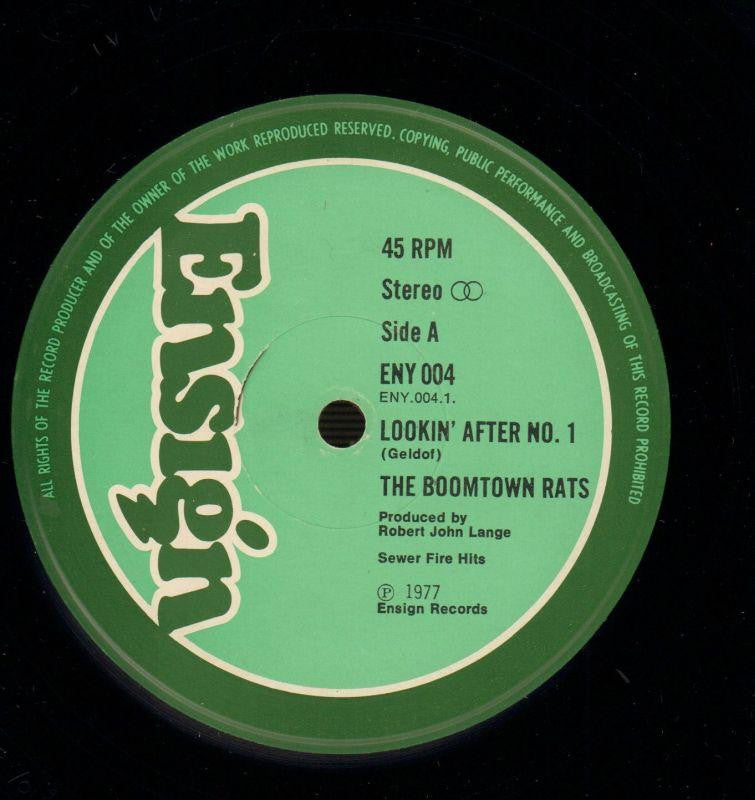 ALL RIGHTS OF THE RECORD PRODUCER AND OF THE OWNER OF THE WORK REPRODUCED RESERVED. COPYING, PUBLIC PERFORMANCE AND BROADCASTING OF THIS RECORD PROHIBITED
Ensign
45 RPM
Stereo
Side A
ENY 004
ENY.004.1.
LOOKIN' AFTER NO. 1
(Geldof)
THE BOOMTOWN RATS
Produced by
Robert John Lange
Sewer Fire Hits
℗ 1977
Ensign Records